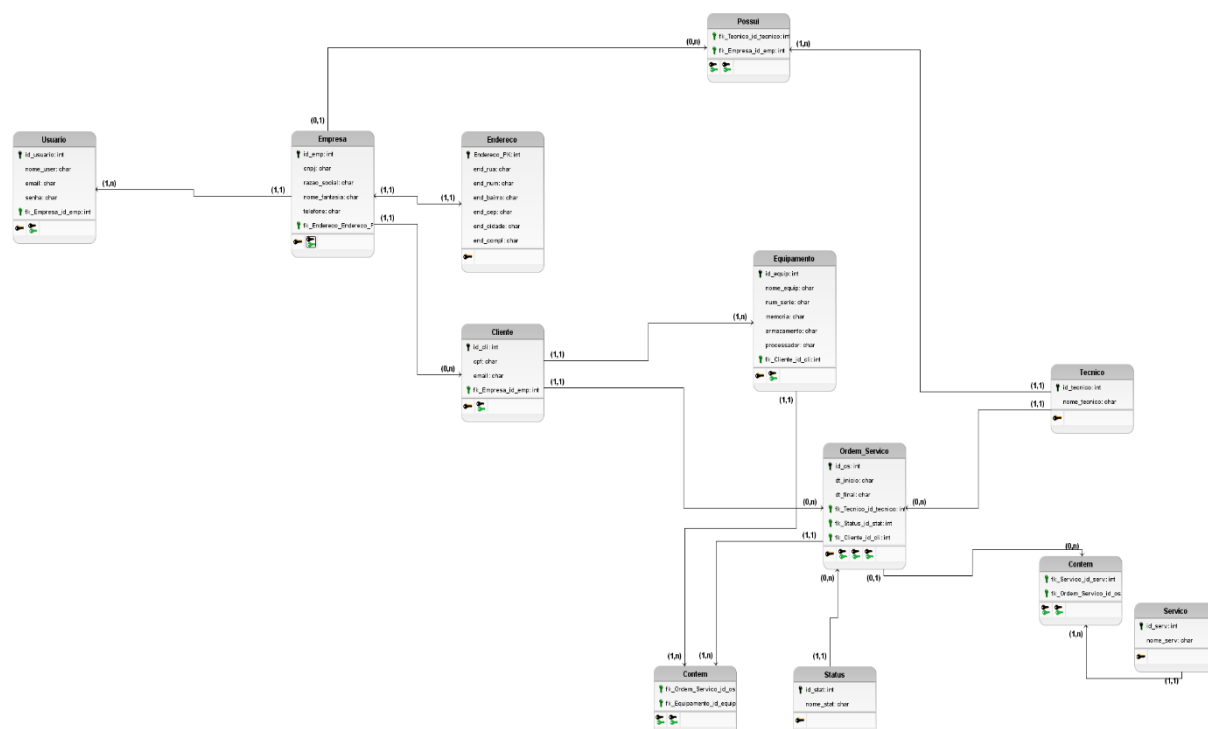 Possui
fk_Tecnico_id_tecnico: int
fk_Empresa_id_emp: int
(0,n)
(1,n)
(0,1)
Usuario
id_usuario: int
nome_user: char
email: char
senha: char
fk_Empresa_id_emp: int
(1,n)
(1,1)
Empresa
id_emp: int
cnpj: char
razao_social: char
nome_fantasia: char
telefone: char
fk_Endereco_Endereco_P
(1,1)
(1,1)
(1,1)
Endereco
Endereco_PK: int
end_rua: char
end_num: char
end_bairro: char
end_cep: char
end_cidade: char
end_compl: char
Equipamento
id_equip: int
nome_equip: char
num_serie: char
memoria: char
armazamento: char
processador: char
fk_Cliente_id_cli: int
(1,n)
(1,1)
Cliente
id_cli: int
cpf: char
email: char
fk_Empresa_id_emp: int
(0,n)
(1,1)
(1,1)
Tecnico
id_tecnico: int
nome_tecnico: char
(1,1)
(1,1)
Ordem_Servico
id_os: int
dt_inicio: char
dt_final: char
fk_Tecnico_id_tecnico: int
fk_Status_id_stat: int
fk_Cliente_id_cli: int
(0,n)
(0,n)
(1,1)
(0,n)
(0,1)
(0,n)
Contem
fk_Servico_id_serv: int
fk_Ordem_Servico_id_os:
(1,n)
Servico
id_serv: int
nome_serv: char
(1,1)
(1,n)
(1,n)
Contem
fk_Ordem_Servico_id_os:
fk_Equipamento_id_equip
(1,1)
Status
id_stat: int
nome_stat: char